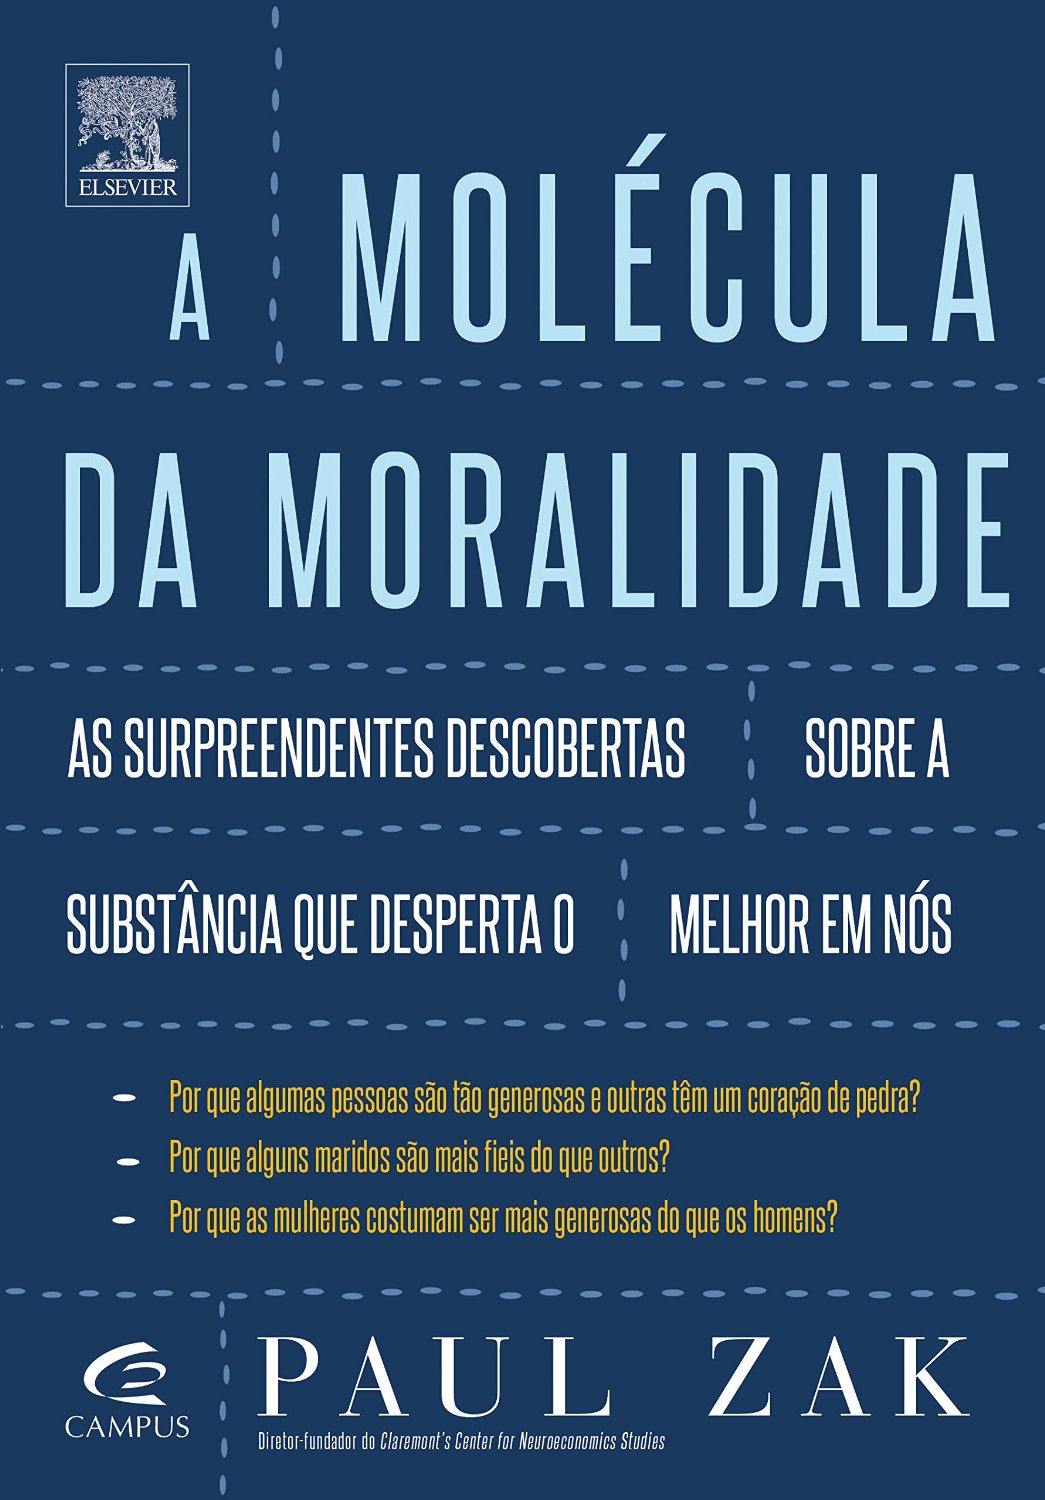 ELSEVIER
A MOLÉCULA
DA MORALIDADE
AS SURPREENDENTES DESCOBERTAS SOBRE A
SUBSTÂNCIA QUE DESPERTA O MELHOR EM NÓS
- Por que algumas pessoas são tão generosas e outras têm um coração de pedra?
- Por que alguns maridos são mais fieis do que outros?
- Por que as mulheres costumam ser mais generosas do que os homens?
CAMPUS
PAUL ZAK
Diretor-fundador do Claremont's Center for Neuroeconomics Studies